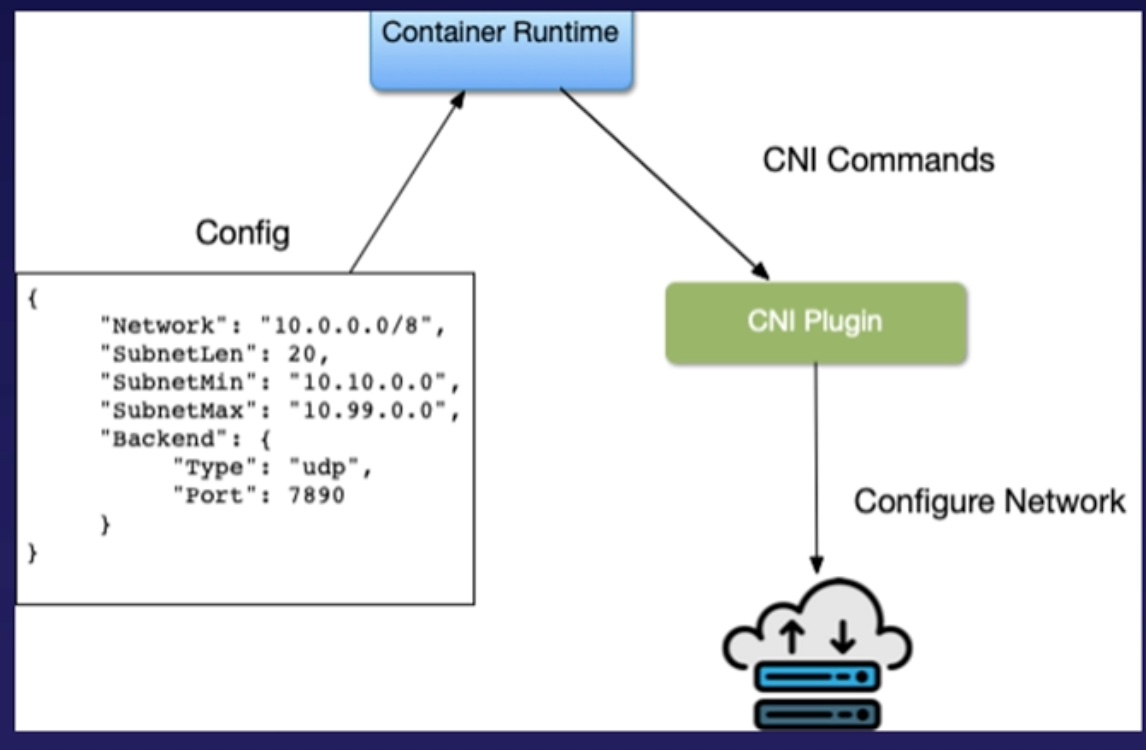 Container Runtime
CNI Commands
Config
{
"Network": "10.0.0.0/8",
"SubnetLen": 20,
"SubnetMin": "10.10.0.0",
"SubnetMax": "10.99.0.0",
"Backend": {
"Type": "udp",
"Port": 7890
}
}
CNI Plugin
Configure Network